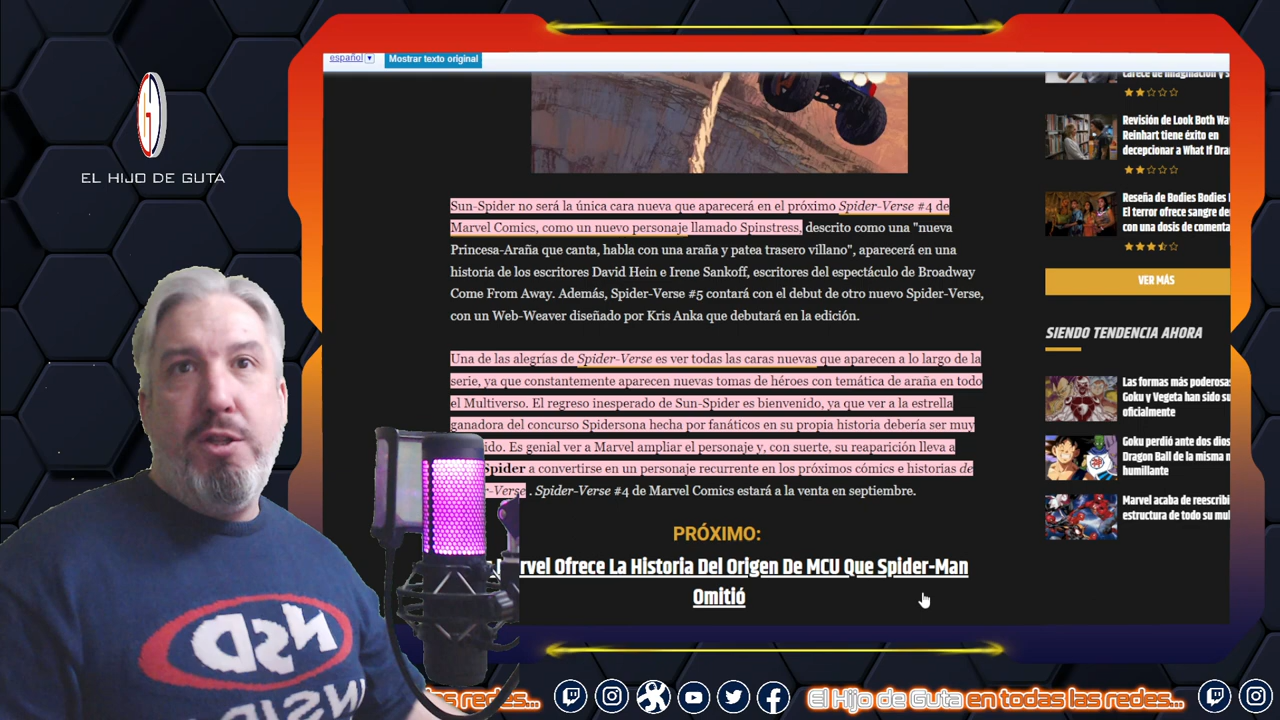 español
Mostrar texto original
EL HIJO DE GUTA
Sun-Spider no será la única cara nueva que aparecerá en el próximo Spider-Verse #4 de
Marvel Comics, como un nuevo personaje llamado Spinstress, descrito como una "nueva
Princesa-Araña que canta, habla con una araña y patea trasero villano", aparecerá en una
historia de los escritores David Hein e Irene Sankoff, escritores del espectáculo de Broadway
Come From Away. Además, Spider-Verse #5 contará con el debut de otro nuevo Spider-Verse,
con un Web-Weaver diseñado por Kris Anka que debutará en la edición.
Una de las alegrías de Spider-Verse es ver todas las caras nuevas que aparecen a lo largo de la
serie, ya que constantemente aparecen nuevas tomas de héroes con temática de araña en todo
el Multiverso. El regreso inesperado de Sun-Spider es bienvenido, ya que ver a la estrella
ganadora del concurso Spidersona hecha por fanáticos en su propia historia debería ser muy
Es genial ver a Marvel ampliar el personaje y, con suerte, su reaparición lleva a
Spider a convertirse en un personaje recurrente en los próximos cómics e historias de
-Verse . Spider-Verse #4 de Marvel Comics estará a la venta en septiembre.
PRÓXIMO:
Ofrece La Historia Del Origen De MCU Que Spider-Man
Omitió
carece de imaginación y
Revisión de Look Both
Reinhart tiene éxito en
decepcionar a What If
Reseña de Bodies Bodies
El terror ofrece sangre
con una dosis de
VER MÁS
SIENDO TENDENCIA AHORA
Las formas más
Goku y Vegeta han sido
oficialmente
Goku perdió ante dos
Dragon Ball de la misma
humillante
Marvel acaba de
estructura de todo su
NSD
las redes...
El Hijo de Guta en todas las redes...